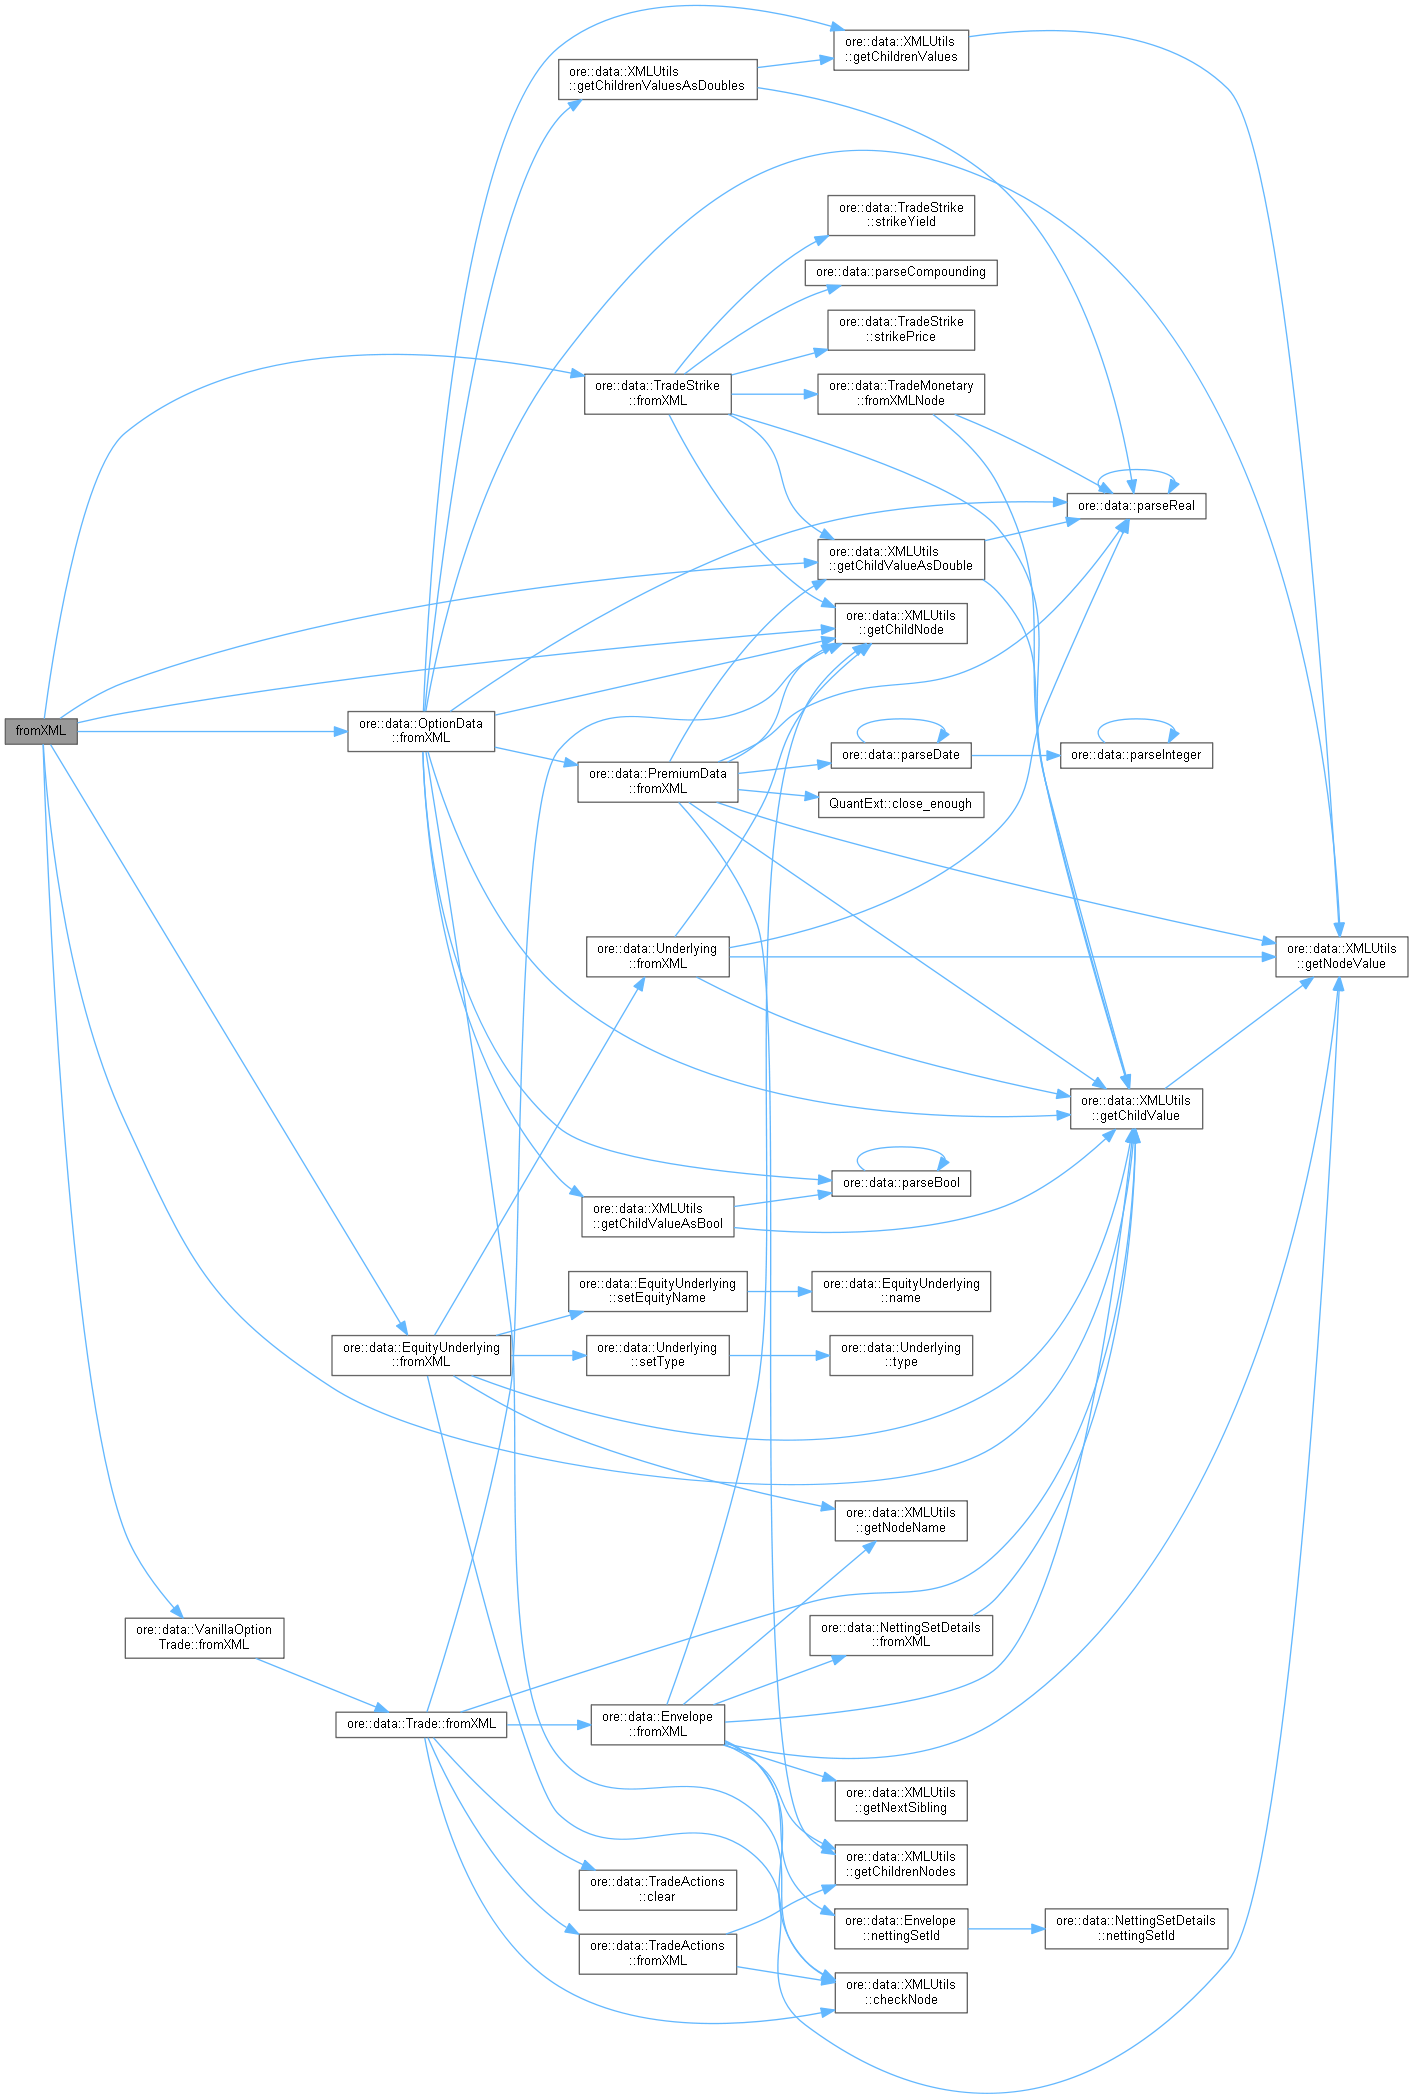 ore::data::XMLUtils
::getChildrenValues
ore::data::XMLUtils
::getChildrenValuesAsDoubles
ore::data::TradeStrike
::strikeYield
ore::data::parseCompounding
ore::data::TradeStrike
::strikePrice
ore::data::TradeStrike
::fromXML
ore::data::TradeMonetary
::fromXMLNode
ore::data::parseReal
ore::data::XMLUtils
::getChildValueAsDouble
ore::data::XMLUtils
::getChildNode
fromXML
ore::data::OptionData
::fromXML
ore::data::PremiumData
::fromXML
ore::data::parseDate
ore::data::parseInteger
QuantExt::close_enough
ore::data::Underlying
::fromXML
ore::data::XMLUtils
::getNodeValue
ore::data::XMLUtils
::getChildValue
ore::data::parseBool
ore::data::XMLUtils
::getChildValueAsBool
ore::data::EquityUnderlying
::setEquityName
ore::data::EquityUnderlying
::name
ore::data::EquityUnderlying
::fromXML
ore::data::Underlying
::setType
ore::data::Underlying
::type
ore::data::XMLUtils
::getNodeName
ore::data::VanillaOption
Trade::fromXML
ore::data::NettingSetDetails
::fromXML
ore::data::Trade::fromXML
ore::data::Envelope
::fromXML
ore::data::XMLUtils
::getNextSibling
ore::data::XMLUtils
::getChildrenNodes
ore::data::TradeActions
::clear
ore::data::Envelope
::nettingSetId
ore::data::NettingSetDetails
::nettingSetId
ore::data::TradeActions
::fromXML
ore::data::XMLUtils
::checkNode